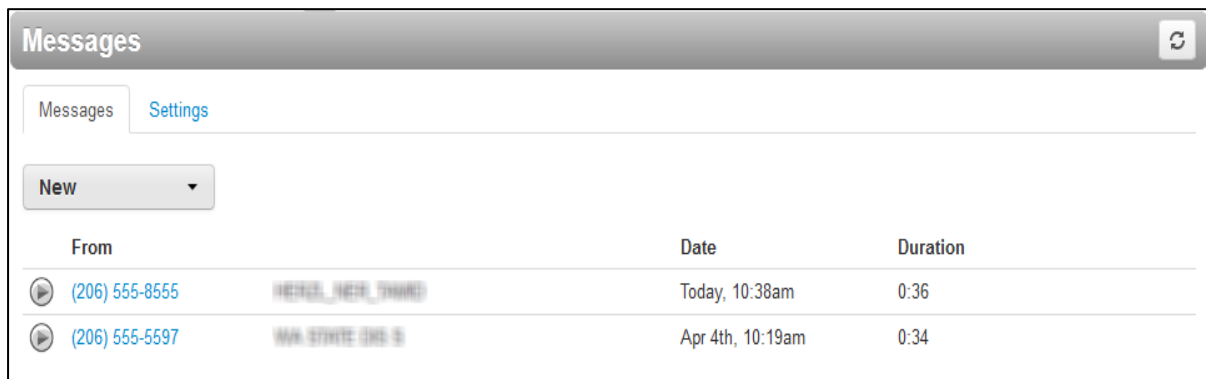 Messages
Messages Settings
New
From Date Duration
(206) 555-8555 Today, 10:38am 0:36
(206) 555-5597 Apr 4th, 10:19am 0:34